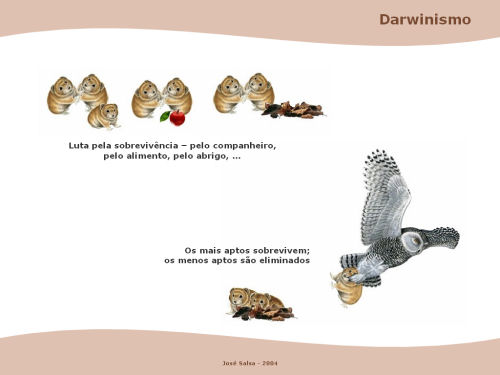 Darwinismo
Luta pela sobrevivência – pelo companheiro,
pelo alimento, pelo abrigo, ...
Os mais aptos sobrevivem;
os menos aptos são eliminados
José Salsa - 2004